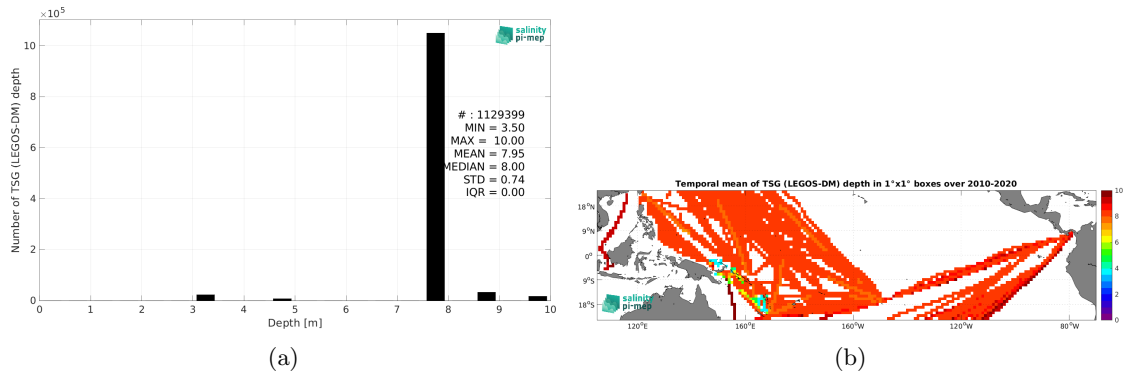 ×10⁵
10
8
6
4
2
0
Number of TSG (LEGOS-DM) depth
salinity
pi-mep
# : 1129399
MIN = 3.50
MAX = 10.00
MEAN = 7.95
MEDIAN = 8.00
STD = 0.74
IQR = 0.00
0 1 2 3 4 5 6 7 8 9 10
Depth [m]
(a)
Temporal mean of TSG (LEGOS-DM) depth in 1°x1° boxes over 2010-2020
18°N
9°N
0°
9°S
18°S
salinity
pi-mep
120°E 160°E 160°W 120°W 80°W
10
8
6
4
2
0
(b)